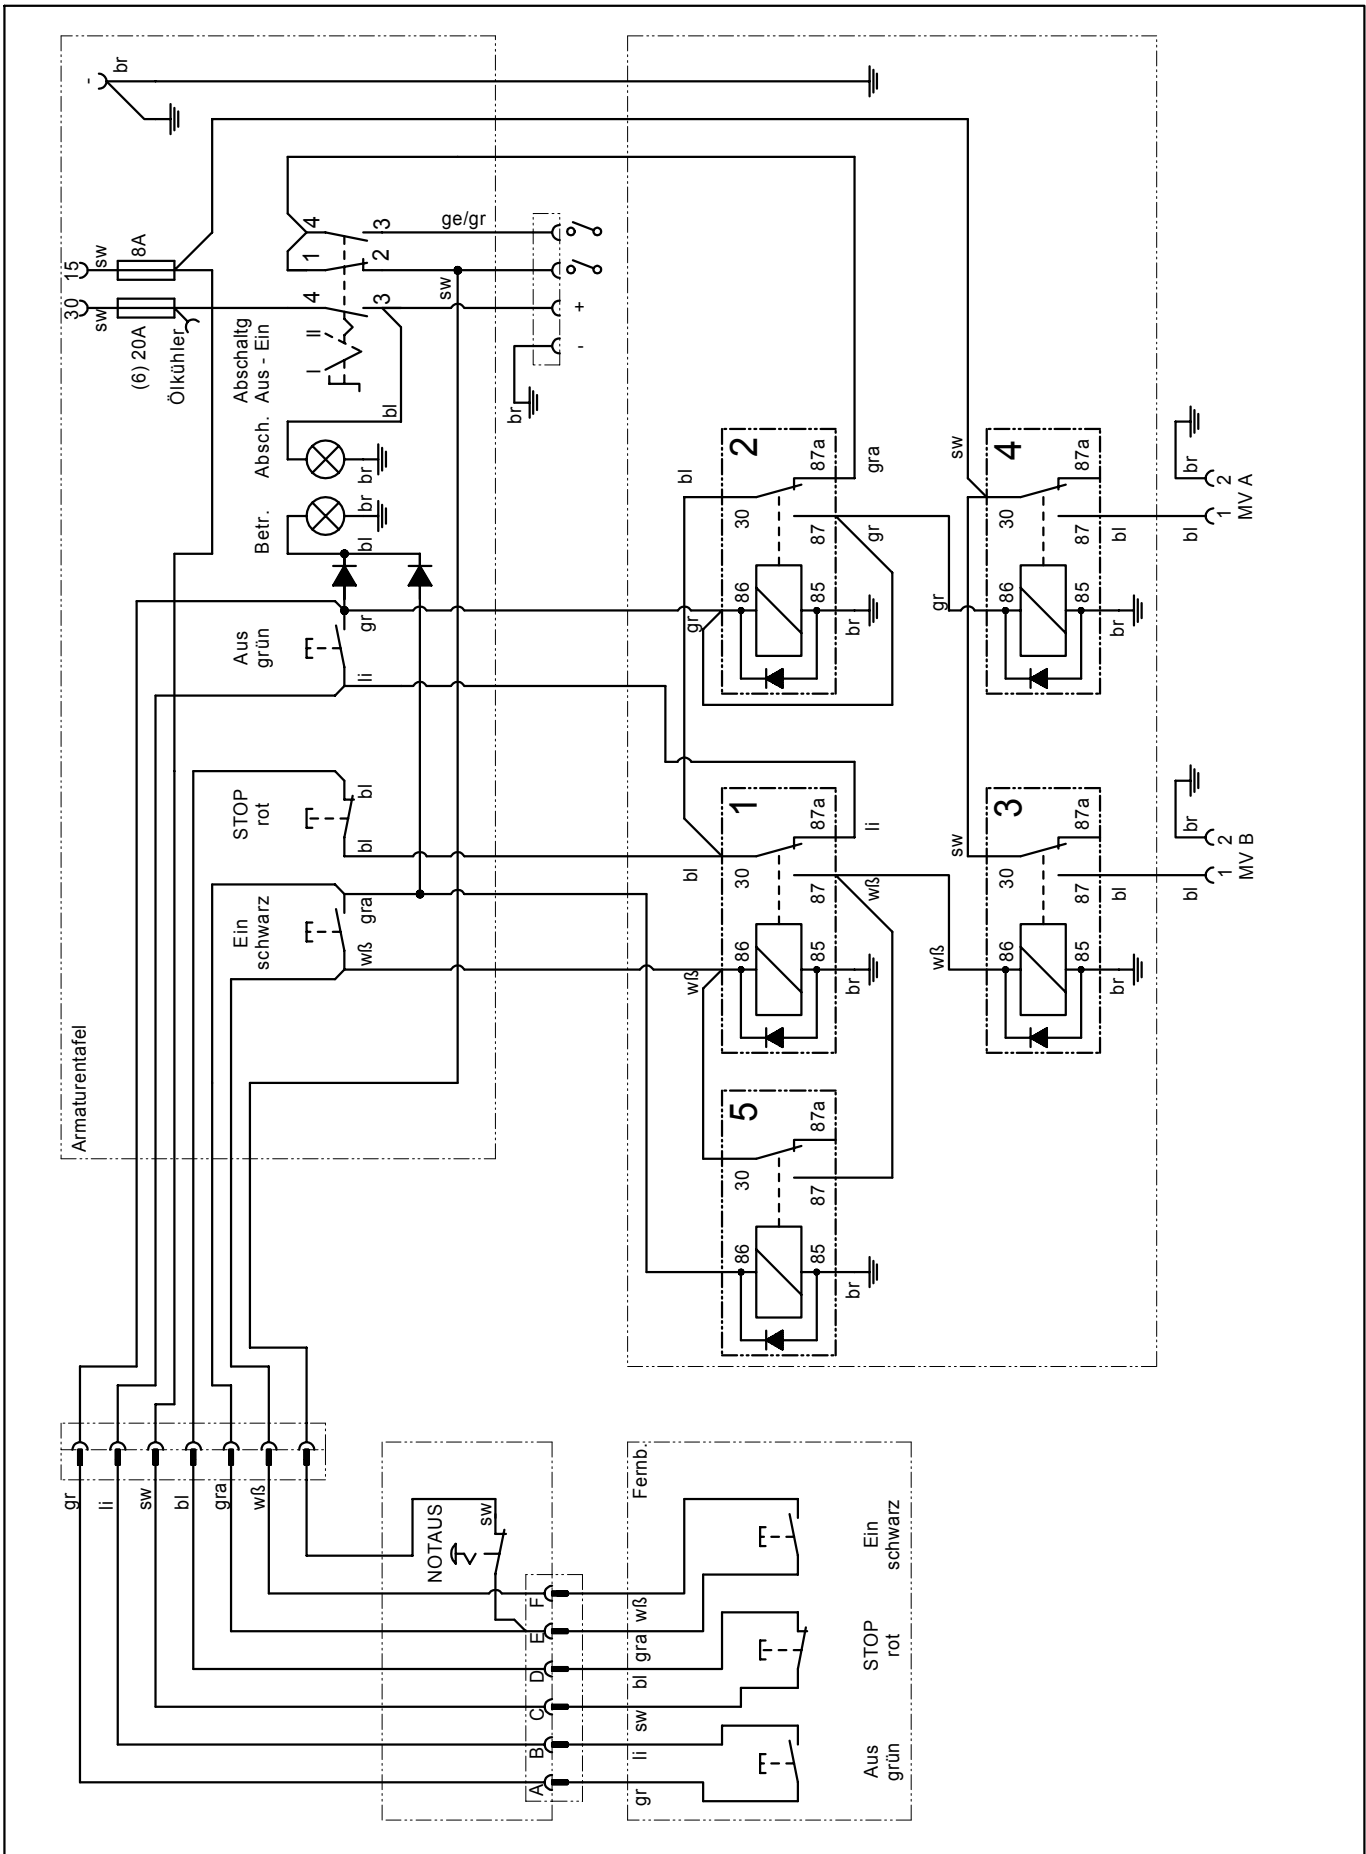 Armaturentafel
-
br
15
sw
8A
30
sw
(6) 20A
Ölkühler
4
3
ge/gr
1
2
sw
4
3
+
-
br
I
II
Abschaltg
Aus - Ein
bl
Absch.
br
Betr.
br
bl
Aus
grün
gr
li
STOP
rot
bl
bl
Ein
schwarz
gra
wß
2
87a
gra
bl
30
87
gr
86
85
gr
br
4
87a
sw
30
87
bl
86
85
gr
br
br
2
1
bl
MV A
1
87a
li
bl
30
87
wß
86
85
wß
br
3
87a
sw
30
87
bl
86
85
wß
br
br
2
1
bl
MV B
5
87a
30
87
86
85
br
gr
li
sw
bl
gra
wß
NOTAUS
sw
F
E
D
C
B
A
Fernb.
wß
gra
bl
sw
li
gr
Ein
schwarz
STOP
rot
Aus
grün